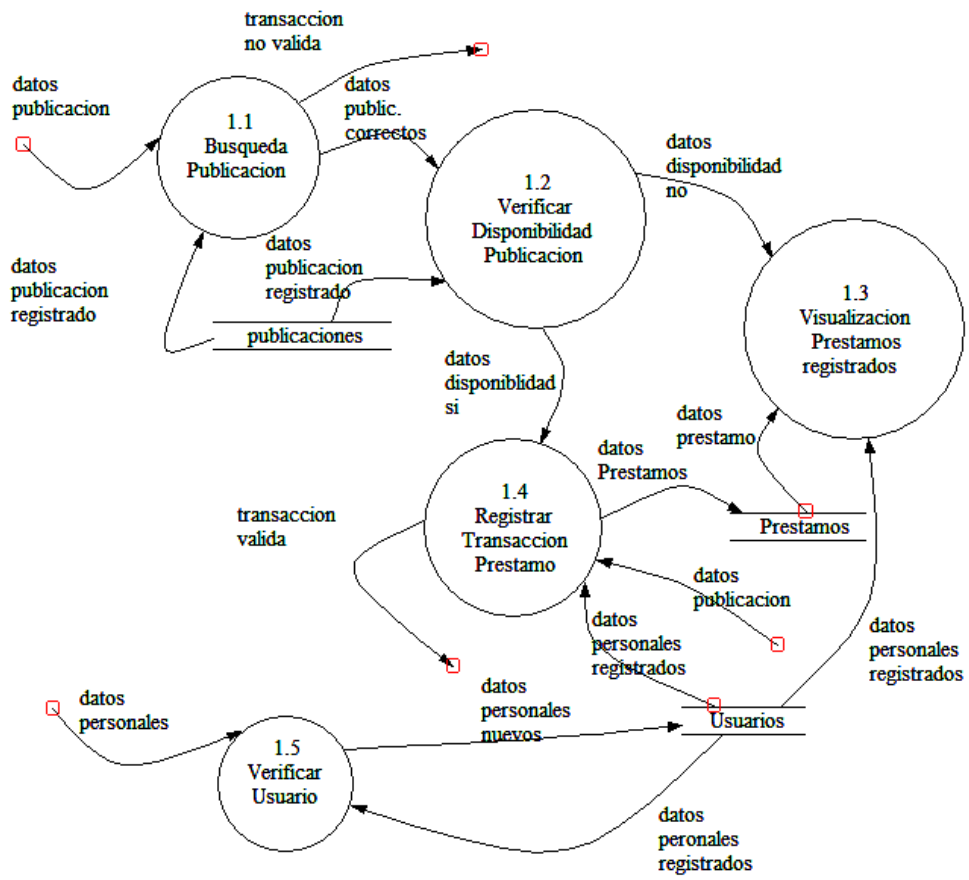 transaccion
no valida
datos
publicacion
datos
public.
correctos
1.1
Busqueda
Publicacion
datos
disponibilidad
no
1.2
Verificar
Disponibilidad
Publicacion
datos
publicacion
registrado
datos
publicacion
registrado
publicaciones
1.3
Visualizacion
Prestamos
registrados
datos
disponiblidad
si
datos
prestamo
datos
Prestamos
1.4
Registrar
Transaccion
Prestamo
transaccion
valida
Prestamos
datos
publicacion
datos
personales
registrados
datos
personales
registrados
datos
personales
datos
personales
nuevos
Usuarios
1.5
Verificar
Usuario
datos
peronales
registrados